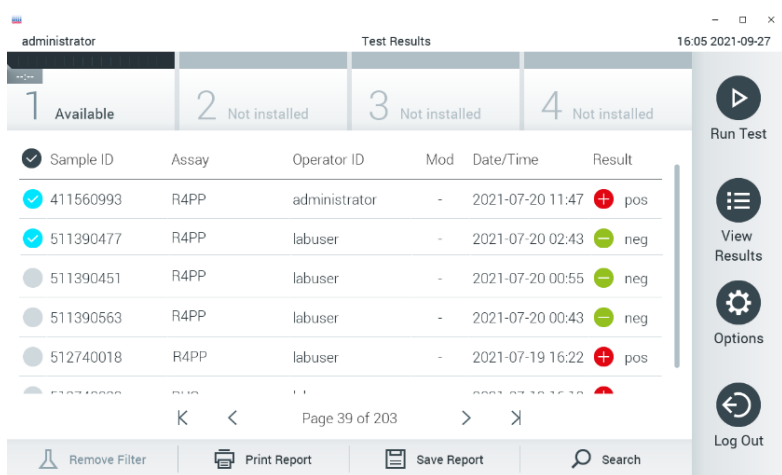 administrator Test Results 16:05 2021-09-27
--:--
1 Available 2 Not installed 3 Not installed 4 Not installed
Run Test
Sample ID Assay Operator ID Mod Date/Time Result
411560993 R4PP administrator - 2021-07-20 11:47 pos
511390477 R4PP labuser - 2021-07-20 02:43 neg
View
Results
511390451 R4PP labuser - 2021-07-20 00:55 neg
511390563 R4PP labuser - 2021-07-20 00:43 neg
Options
512740018 R4PP labuser - 2021-07-19 16:22 pos
Page 39 of 203
Log Out
Remove Filter Print Report Save Report Search